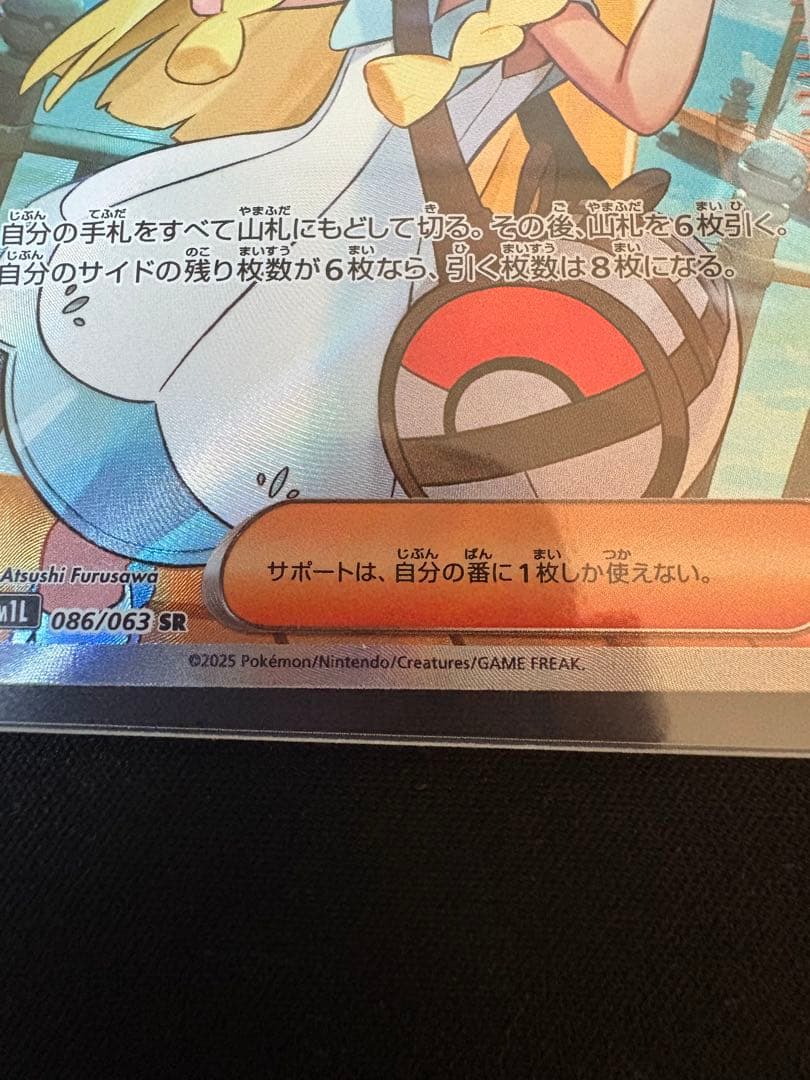 自分の手札をすべて山札にもどして切る。その後、山札を6枚引く。
自分のサイドの残り枚数が6枚なら、引く枚数は8枚になる。
サポートは、自分の番に1枚しか使えない。
Atsushi Furusawa
M1L 086/063 SR
©2025 Pokémon/Nintendo/Creatures/GAME FREAK.